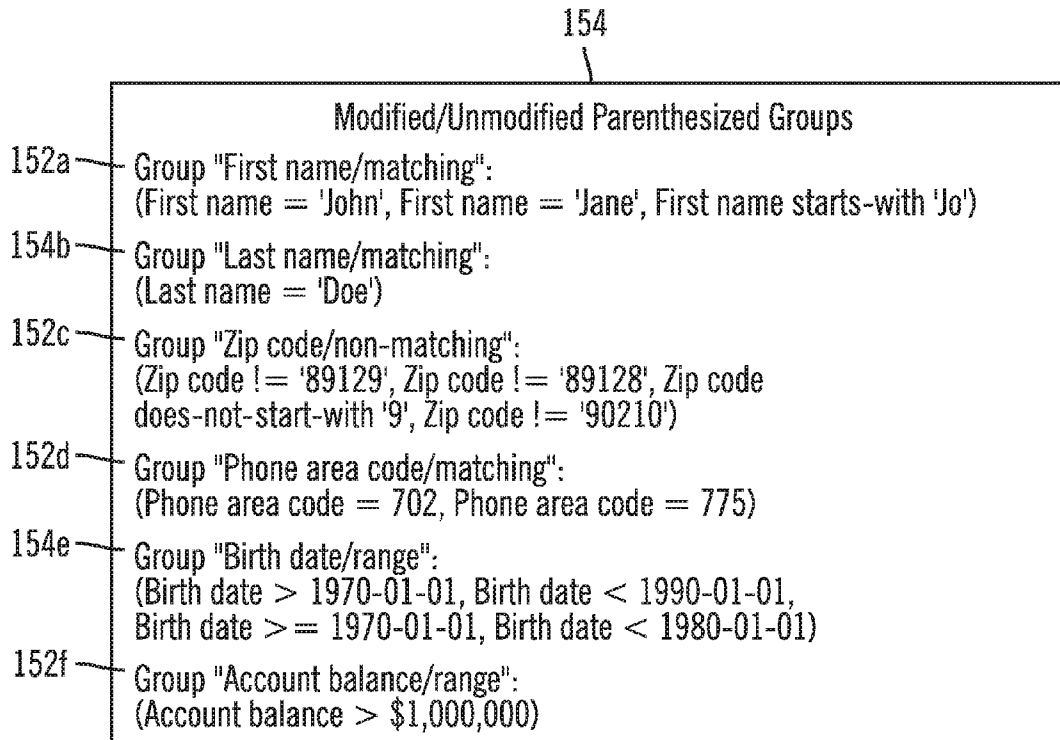 154
Modified/Unmodified Parenthesized Groups
152a
Group "First name/matching":
(First name = 'John', First name = 'Jane', First name starts-with 'Jo')
154b
Group "Last name/matching":
(Last name = 'Doe')
152c
Group "Zip code/non-matching":
(Zip code != '89129', Zip code != '89128', Zip code
does-not-start-with '9', Zip code != '90210')
152d
Group "Phone area code/matching":
(Phone area code = 702, Phone area code = 775)
154e
Group "Birth date/range":
(Birth date > 1970-01-01, Birth date < 1990-01-01,
Birth date >= 1970-01-01, Birth date < 1980-01-01)
152f
Group "Account balance/range":
(Account balance > $1,000,000)